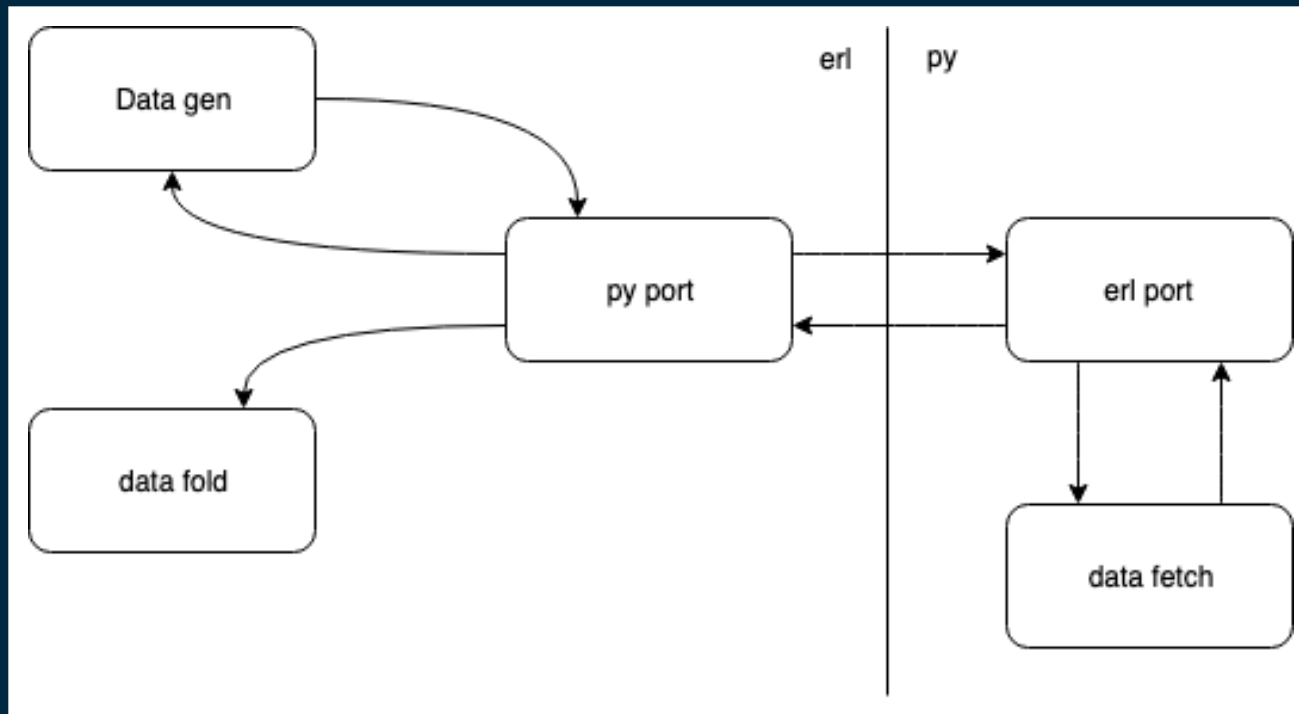 Data gen
erl
py
py port
erl port
data fold
data fetch